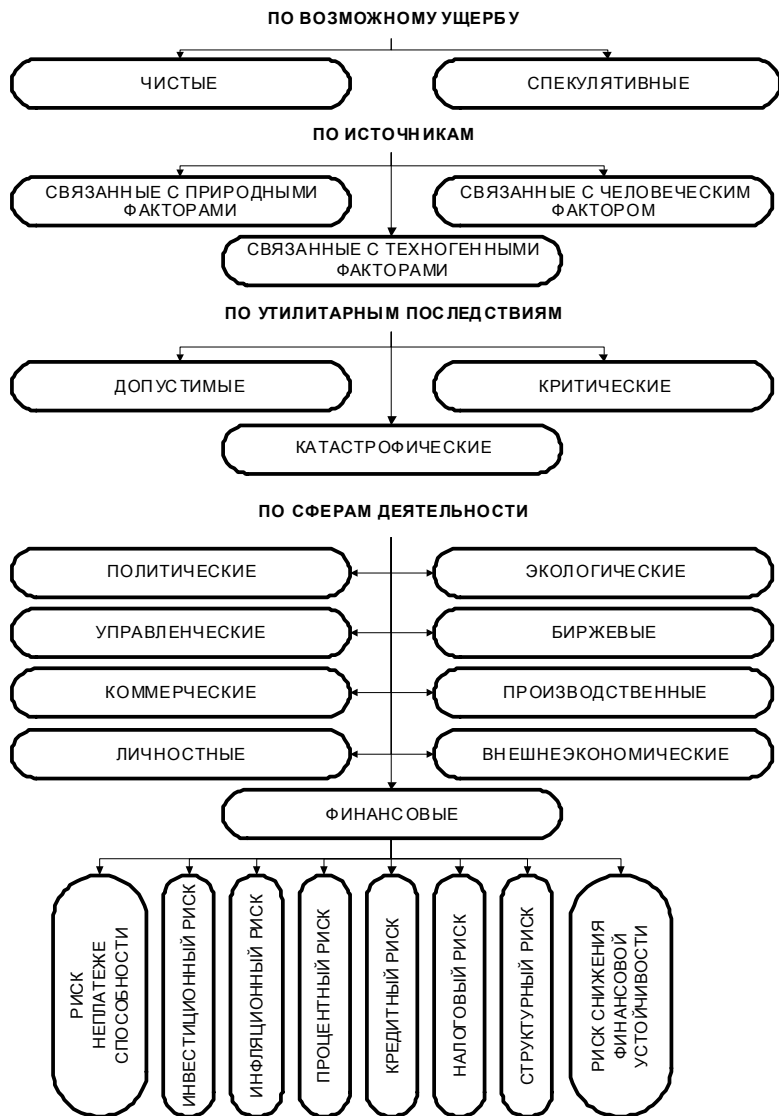 ПО ВОЗМОЖНОМУ УЩЕРБУ
ЧИСТЫЕ
СПЕКУЛЯТИВНЫЕ
ПО ИСТОЧНИКАМ
СВЯЗАННЫЕ С ПРИРОДНЫМИ
ФАКТОРАМИ
СВЯЗАННЫЕ С ЧЕЛОВЕЧЕСКИМ
ФАКТОРОМ
СВЯЗАННЫЕ С ТЕХНОГЕННЫМИ
ФАКТОРАМИ
ПО УТИЛИТАРНЫМ ПОСЛЕДСТВИЯМ
ДОПУСТИМЫЕ
КРИТИЧЕСКИЕ
КАТАСТРОФИЧЕСКИЕ
ПО СФЕРАМ ДЕЯТЕЛЬНОСТИ
ПОЛИТИЧЕСКИЕ
ЭКОЛОГИЧЕСКИЕ
УПРАВЛЕНЧЕСКИЕ
БИРЖЕВЫЕ
КОММЕРЧЕСКИЕ
ПРОИЗВОДСТВЕННЫЕ
ЛИЧНОСТНЫЕ
ВНЕШНЕЭКОНОМИЧЕСКИЕ
ФИНАНСОВЫЕ
РИСК
НЕПЛАТЕЖЕ
СПОСОБНОСТИ
ИНВЕСТИЦИОННЫЙ РИСК
ИНФЛЯЦИОННЫЙ РИСК
ПРОЦЕНТНЫЙ РИСК
КРЕДИТНЫЙ РИСК
НАЛОГОВЫЙ РИСК
СТРУКТУРНЫЙ РИСК
РИСК СНИЖЕНИЯ
ФИНАНСОВОЙ
УСТОЙЧИВОСТИ